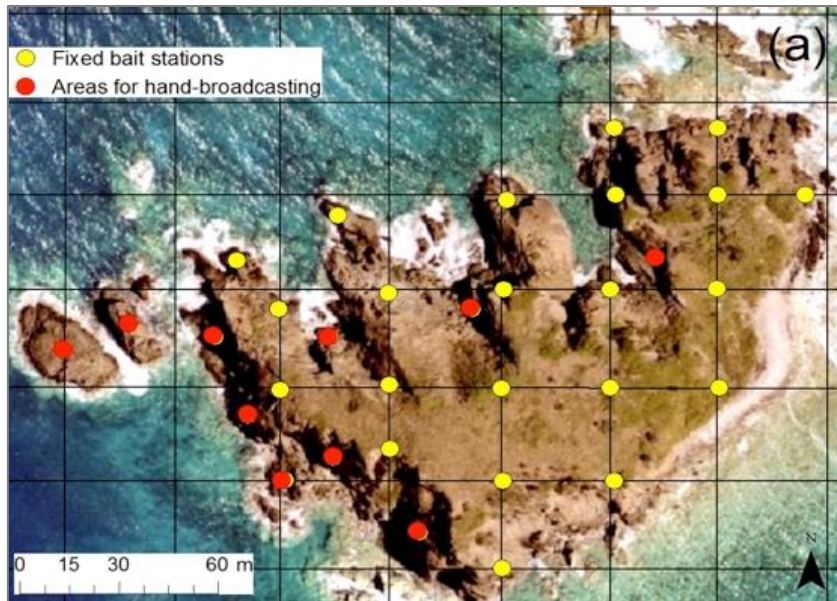 (a)
Fixed bait stations
Areas for hand-broadcasting
N
0 15 30 60 m